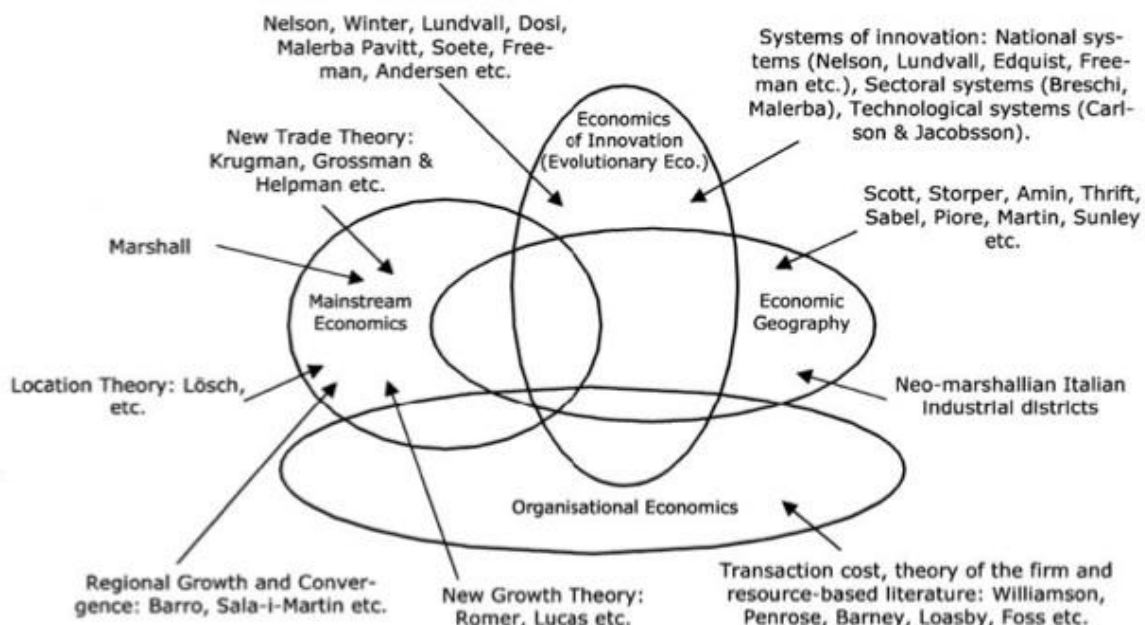 Nelson, Winter, Lundvall, Dosi,
Malerba Pavitt, Soete, Free-
man, Andersen etc.
Systems of innovation: National sys-
tems (Nelson, Lundvall, Edquist, Free-
man etc.), Sectoral systems (Breschi,
Malerba), Technological systems (Carl-
son & Jacobsson).
Economics
of Innovation
(Evolutionary Eco.)
New Trade Theory:
Krugman, Grossman &
Helpman etc.
Scott, Storper, Amin, Thrift,
Sabel, Piore, Martin, Sunley
etc.
Marshall
Mainstream
Economics
Economic
Geography
Location Theory: Lösch,
etc.
Neo-marshallian Italian
industrial districts
Organisational Economics
Regional Growth and Conver-
gence: Barro, Sala-i-Martin etc.
New Growth Theory:
Romer, Lucas etc.
Transaction cost, theory of the firm and
resource-based literature: Williamson,
Penrose, Barney, Loasby, Foss etc.